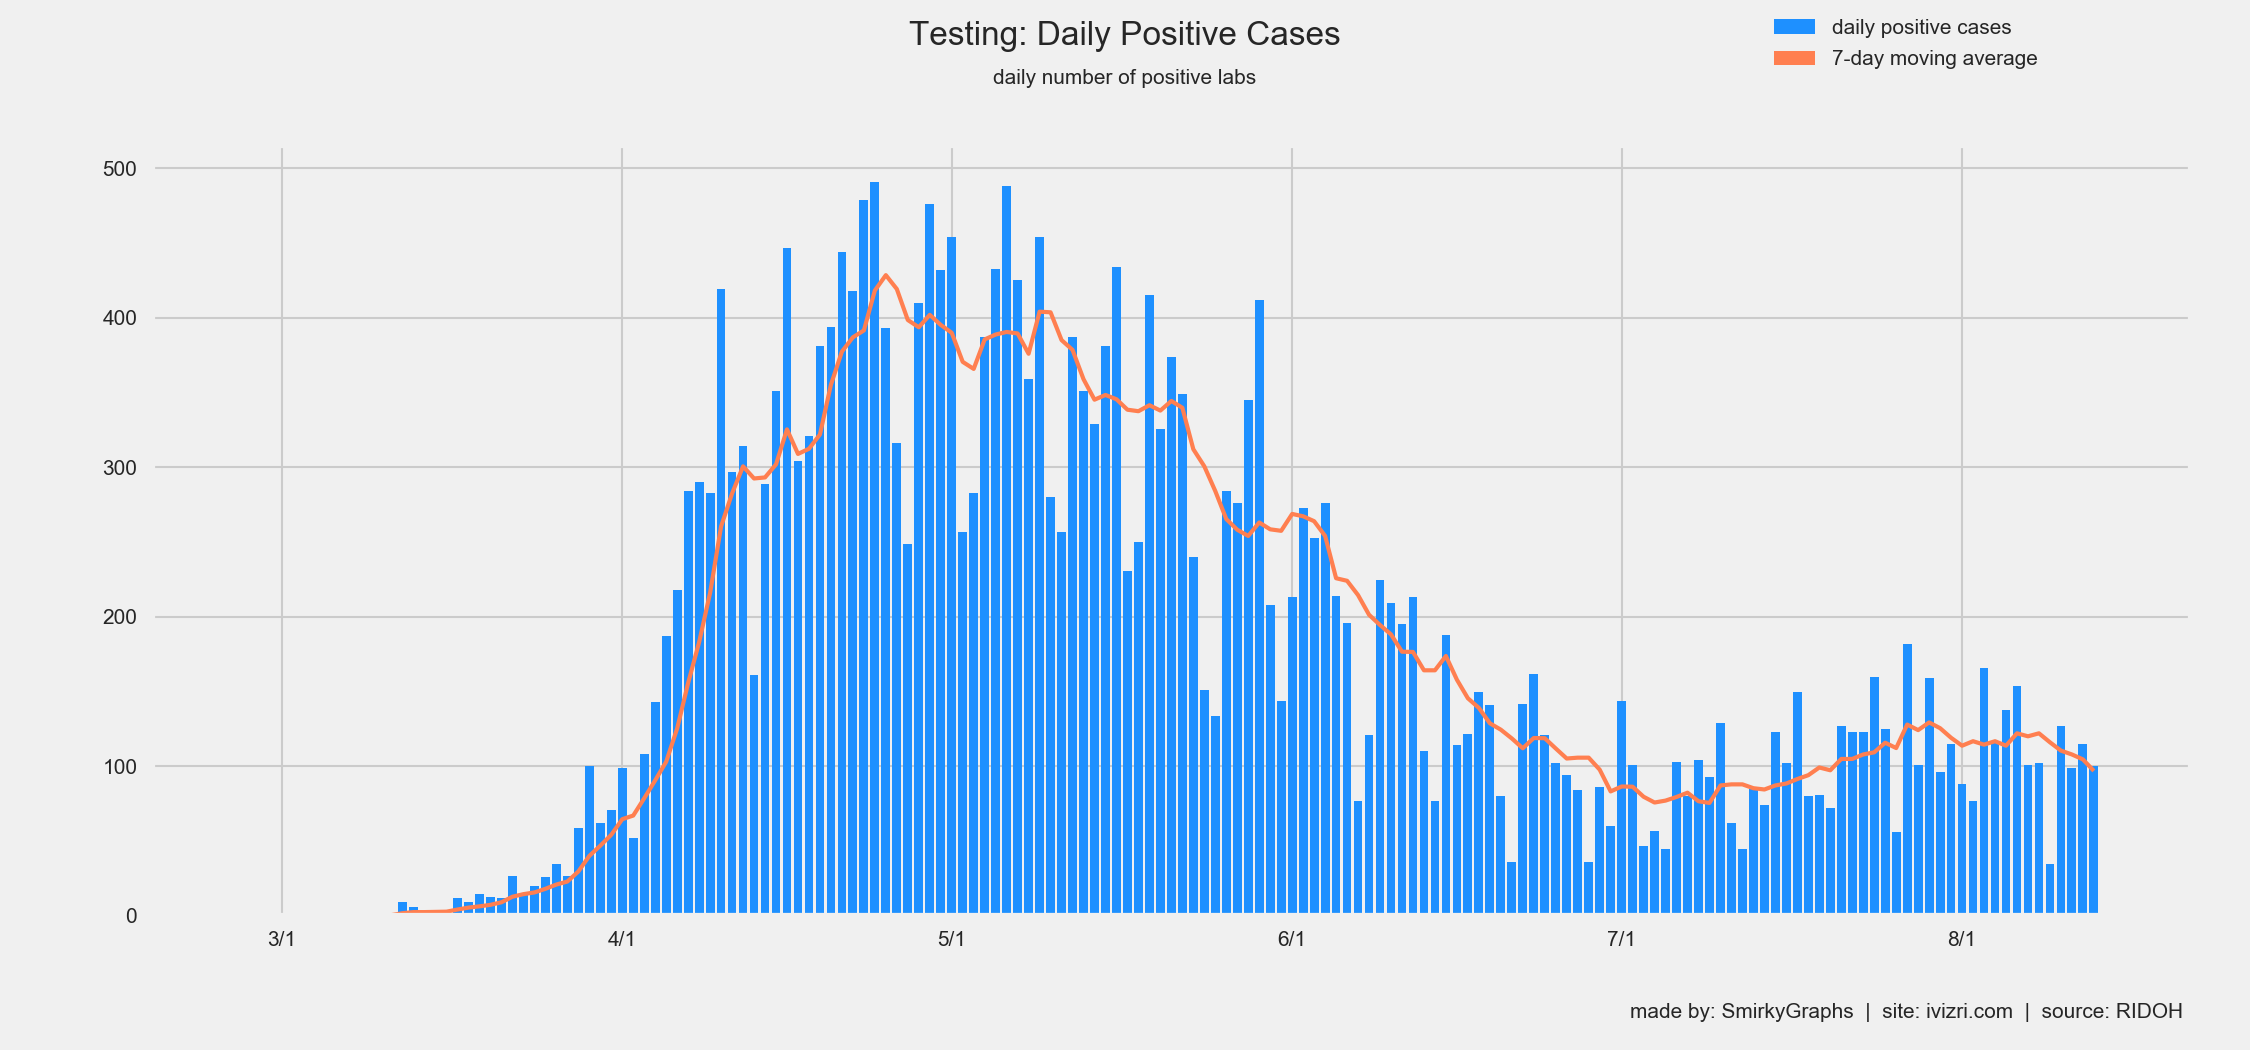 Testing: Daily Positive Cases
daily number of positive labs
daily positive cases
7-day moving average
500
400
300
200
100
0
3/1
4/1
5/1
6/1
7/1
8/1
made by: SmirkyGraphs | site: ivizri.com | source: RIDOH